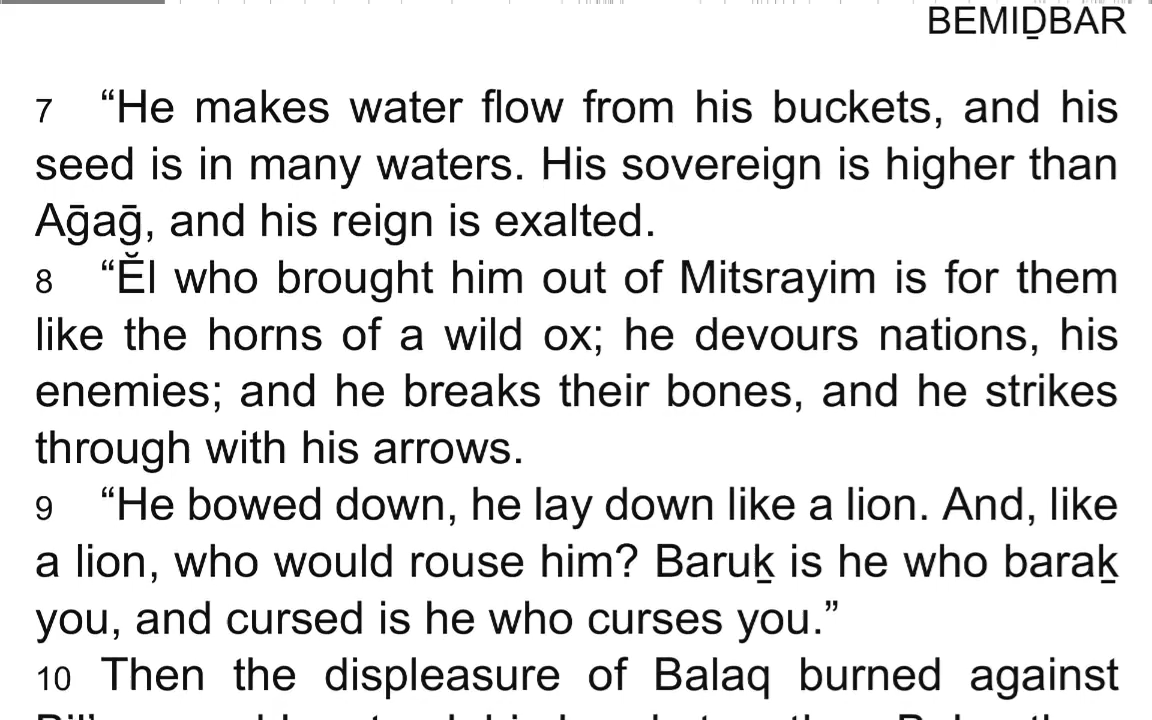 BEMIḎBAR
7 “He makes water flow from his buckets, and his
seed is in many waters. His sovereign is higher than
Aḡaḡ, and his reign is exalted.
8 “Ĕl who brought him out of Mitsrayim is for them
like the horns of a wild ox; he devours nations, his
enemies; and he breaks their bones, and he strikes
through with his arrows.
9 “He bowed down, he lay down like a lion. And, like
a lion, who would rouse him? Baruḵ is he who baraḵ
you, and cursed is he who curses you.”
10 Then the displeasure of Balaq burned against